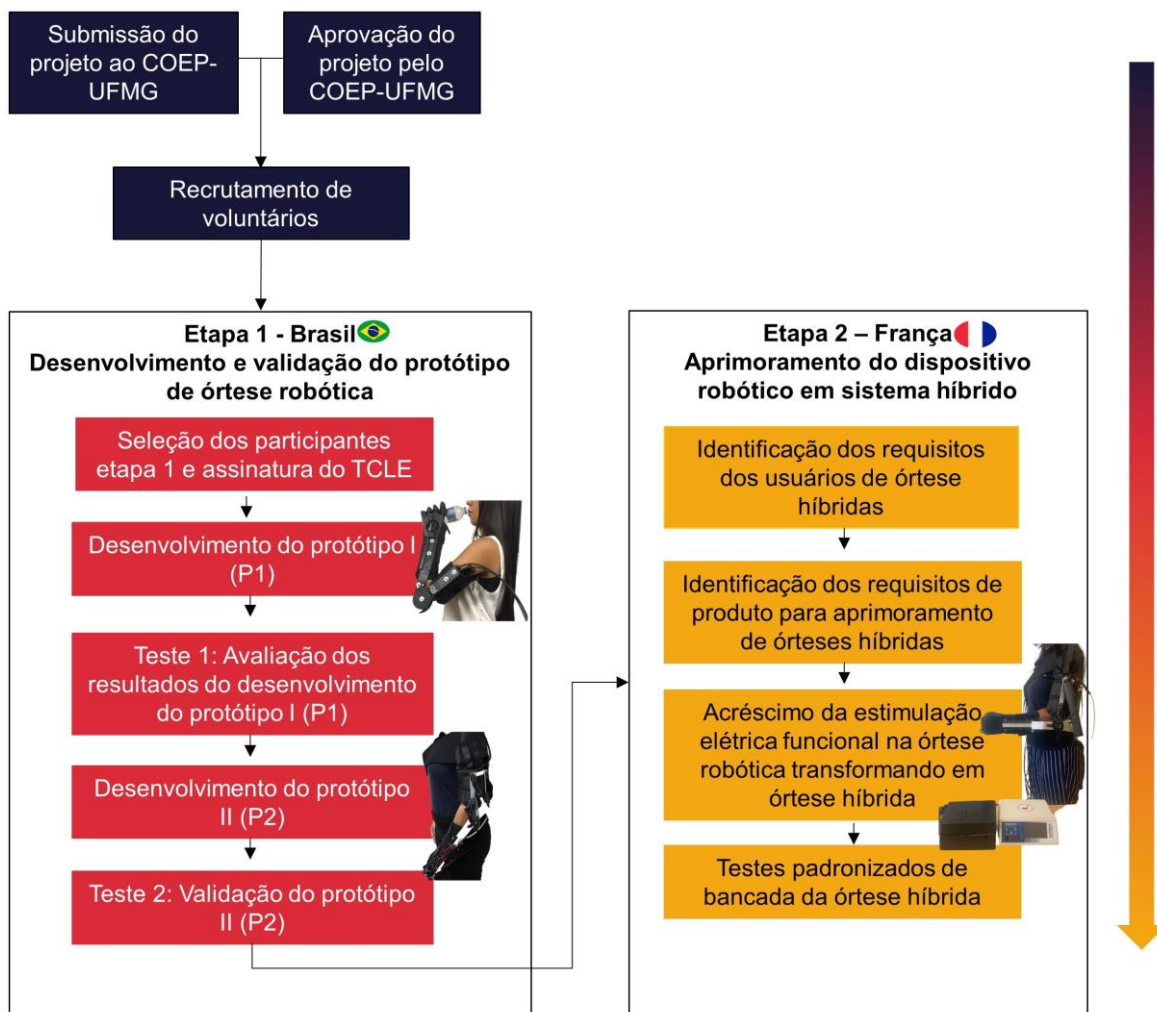 Submissão do
projeto ao COEP-
UFMG
Aprovação do
projeto pelo
COEP-UFMG
Recrutamento de
voluntários
Etapa 1 - Brasil
Desenvolvimento e validação do protótipo
de órtese robótica
Seleção dos participantes
etapa 1 e assinatura do TCLE
Desenvolvimento do protótipo I
(P1)
Teste 1: Avaliação dos
resultados do desenvolvimento
do protótipo I (P1)
Desenvolvimento do protótipo
II (P2)
Teste 2: Validação do protótipo
II (P2)
Etapa 2 – França
Aprimoramento do dispositivo
robótico em sistema híbrido
Identificação dos requisitos
dos usuários de órtese
híbridas
Identificação dos requisitos de
produto para aprimoramento
de órteses híbridas
Acréscimo da estimulação
elétrica funcional na órtese
robótica transformando em
órtese híbrida
Testes padronizados de
bancada da órtese híbrida